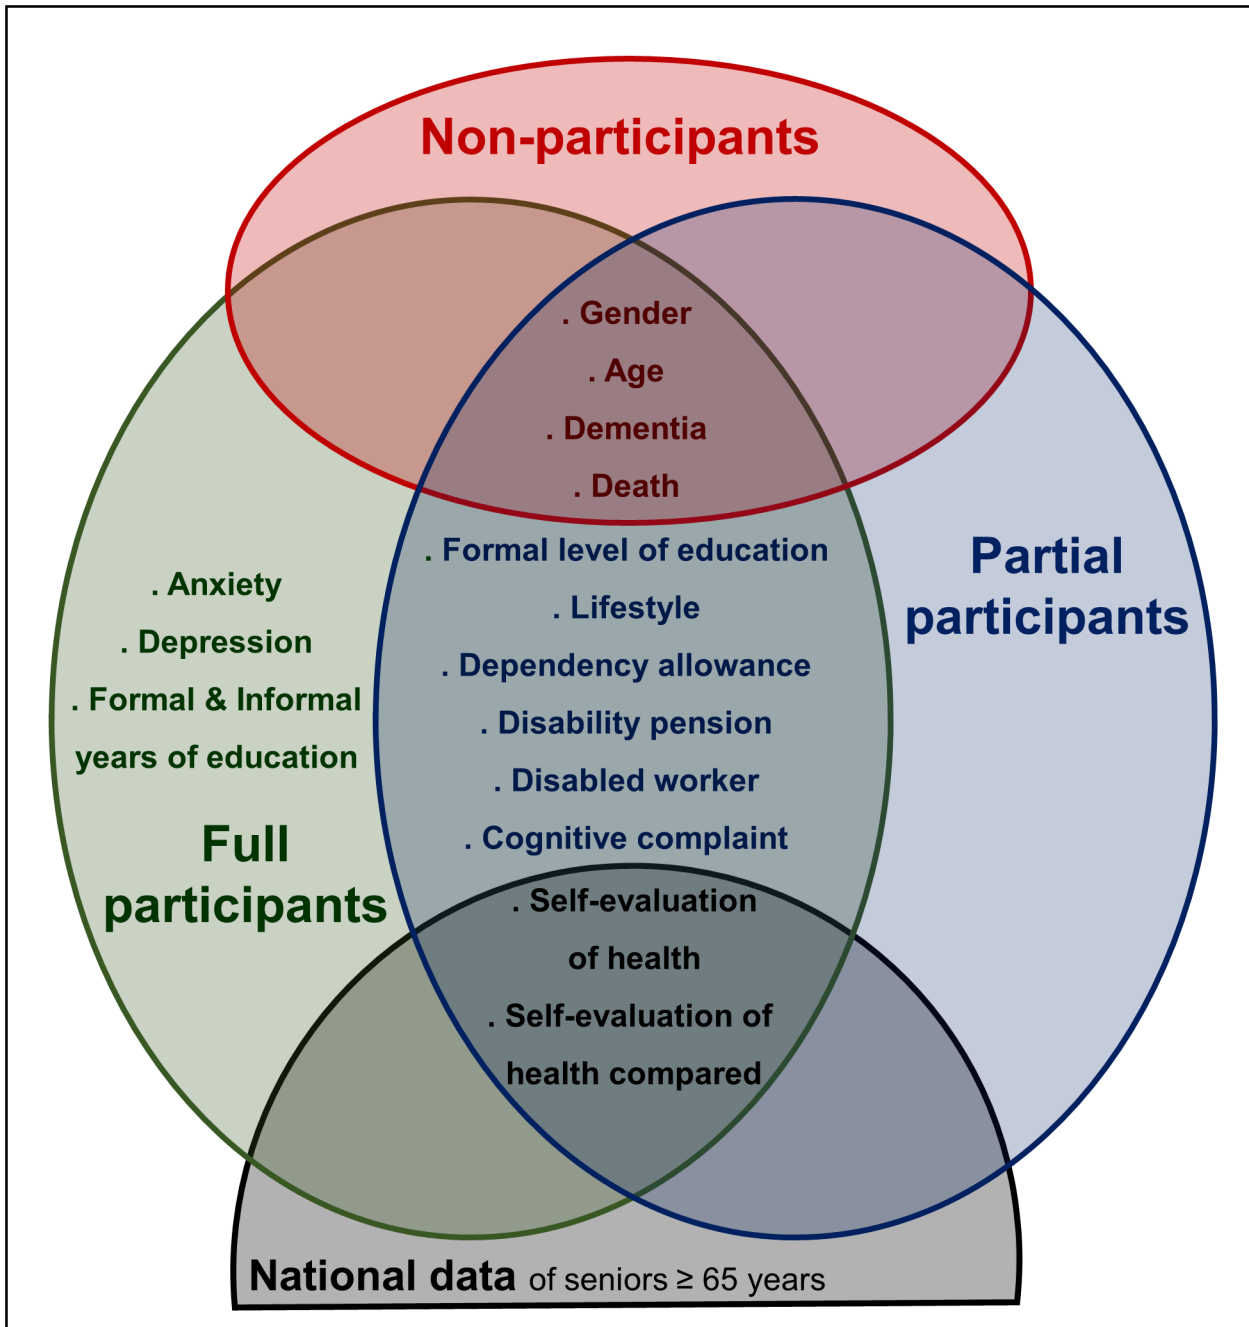 Non-participants
. Gender
. Age
. Dementia
. Death
. Formal level of education
. Lifestyle
. Dependency allowance
. Disability pension
. Disabled worker
. Cognitive complaint
. Self-evaluation
of health
. Self-evaluation of
health compared
. Anxiety
. Depression
. Formal & Informal
years of education
Full
participants
Partial
participants
National data of seniors ≥ 65 years